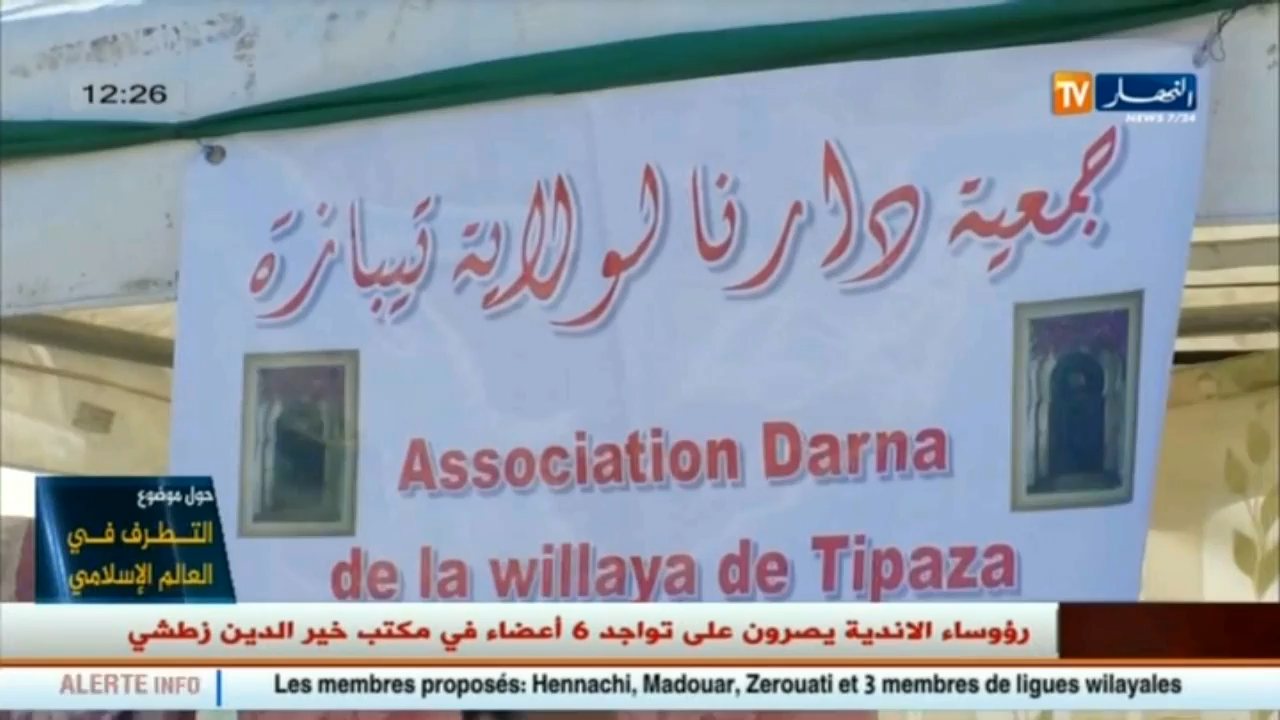 12:26
TV النهار
NEWS 7/24
جمعية دارنا لولاية تيبازة
Association Darna
de la willaya de Tipaza
حول موضوع
التطرف في
العالم الإسلامي
رؤوساء الاندية يصرون على تواجد 6 أعضاء في مكتب خير الدين زطشي
ALERTE INFO
Les membres proposés: Hennachi, Madouar, Zerouati et 3 membres de ligues wilayales